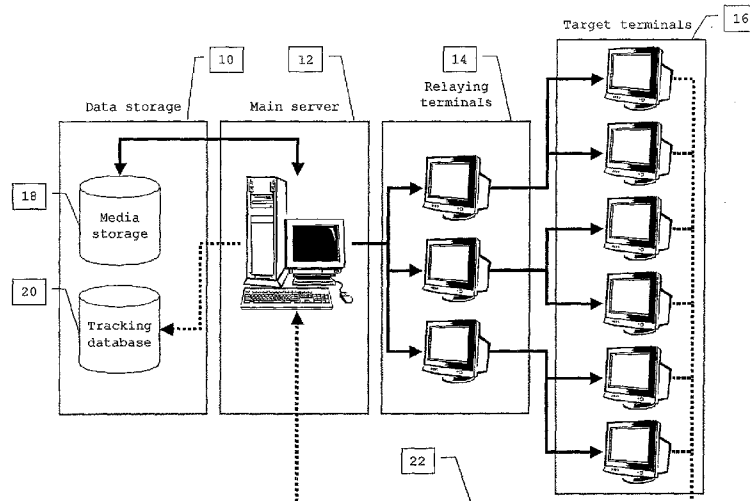 Target terminals
16
10
12
14
Data storage
Main server
Relaying
terminals
18
Media
storage
20
Tracking
database
22